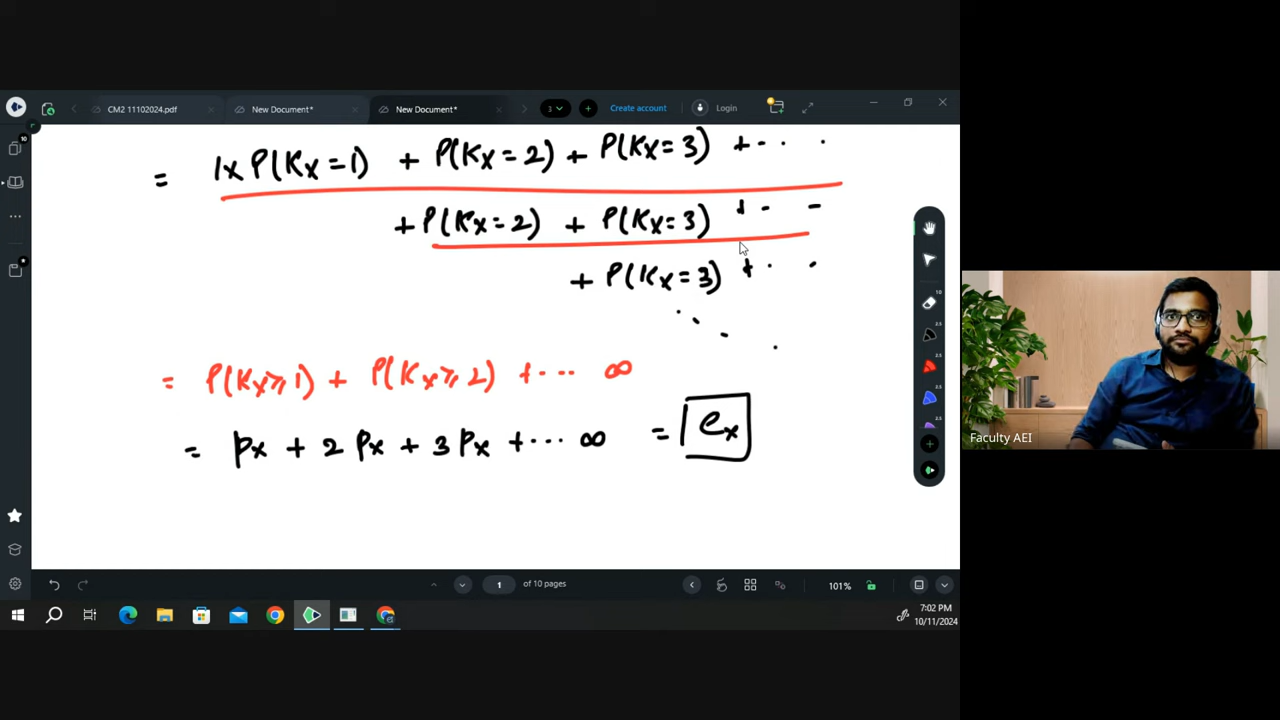 CM2 11102024.pdf New Document* New Document* 3 Create account Login
= 1x P(Kx=1) + P(Kx=2) + P(Kx=3) + ...
+ P(Kx=2) + P(Kx=3) + ...
+ P(Kx=3) + ...
= P(Kx⩾1) + P(Kx⩾2) + ... ∞
= px + 2px + 3px + ... ∞ = ex
Faculty AEI
1 of 10 pages 101%
7:02 PM
10/11/2024